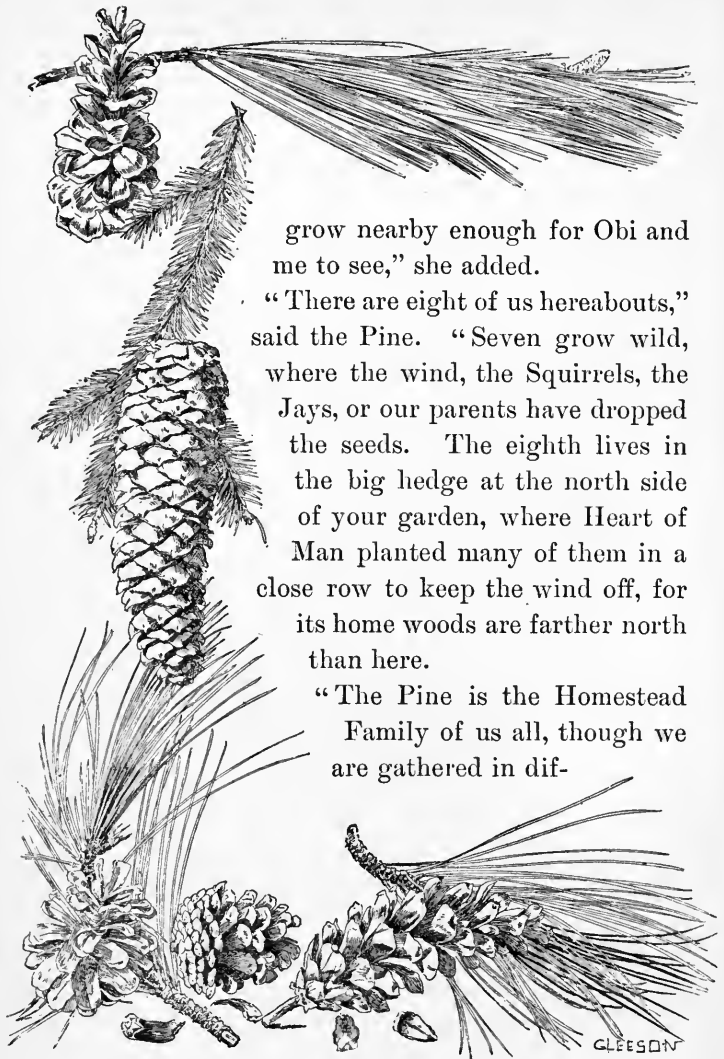 grow nearby enough for Obi and
me to see,” she added.
“There are eight of us hereabouts,”
said the Pine. “Seven grow wild,
where the wind, the Squirrels, the
Jays, or our parents have dropped
the seeds. The eighth lives in
the big hedge at the north side
of your garden, where Heart of
Man planted many of them in a
close row to keep the wind off, for
its home woods are farther north
than here.
“The Pine is the Homestead
Family of us all, though we
are gathered in dif-
GLEESON